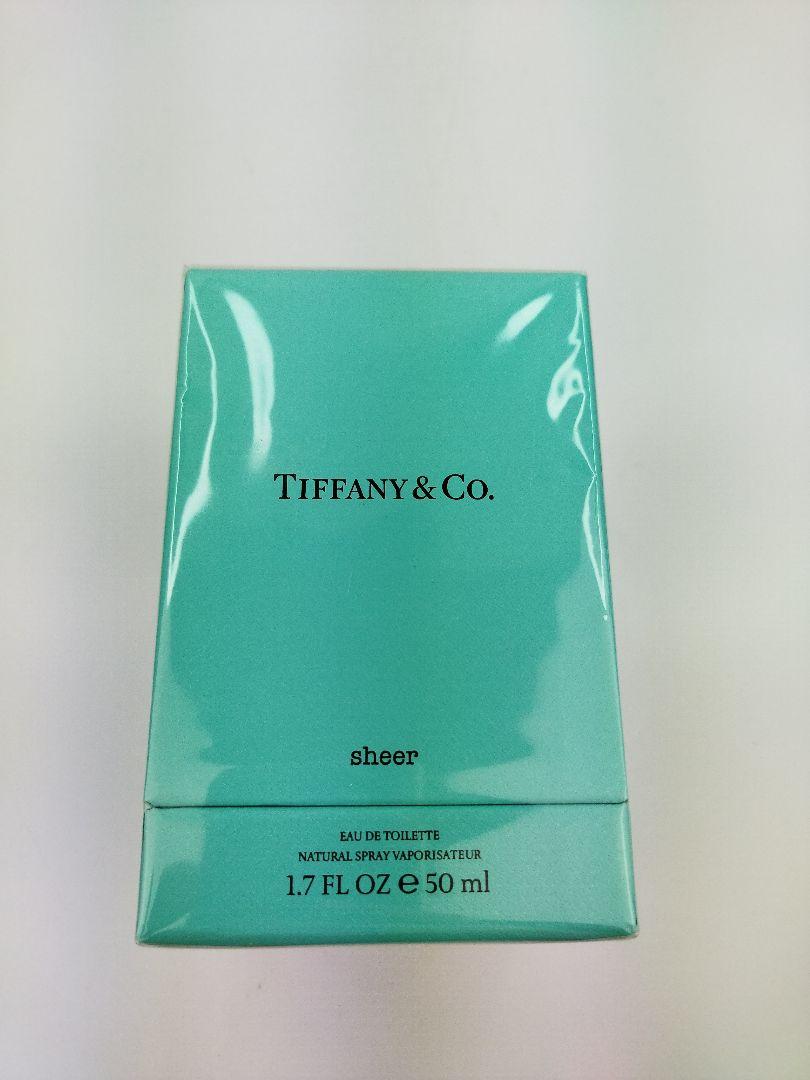 TIFFANY & CO.
sheer
EAU DE TOILETTE
NATURAL SPRAY VAPORISATEUR
1.7 FL OZ ℮ 50 ml